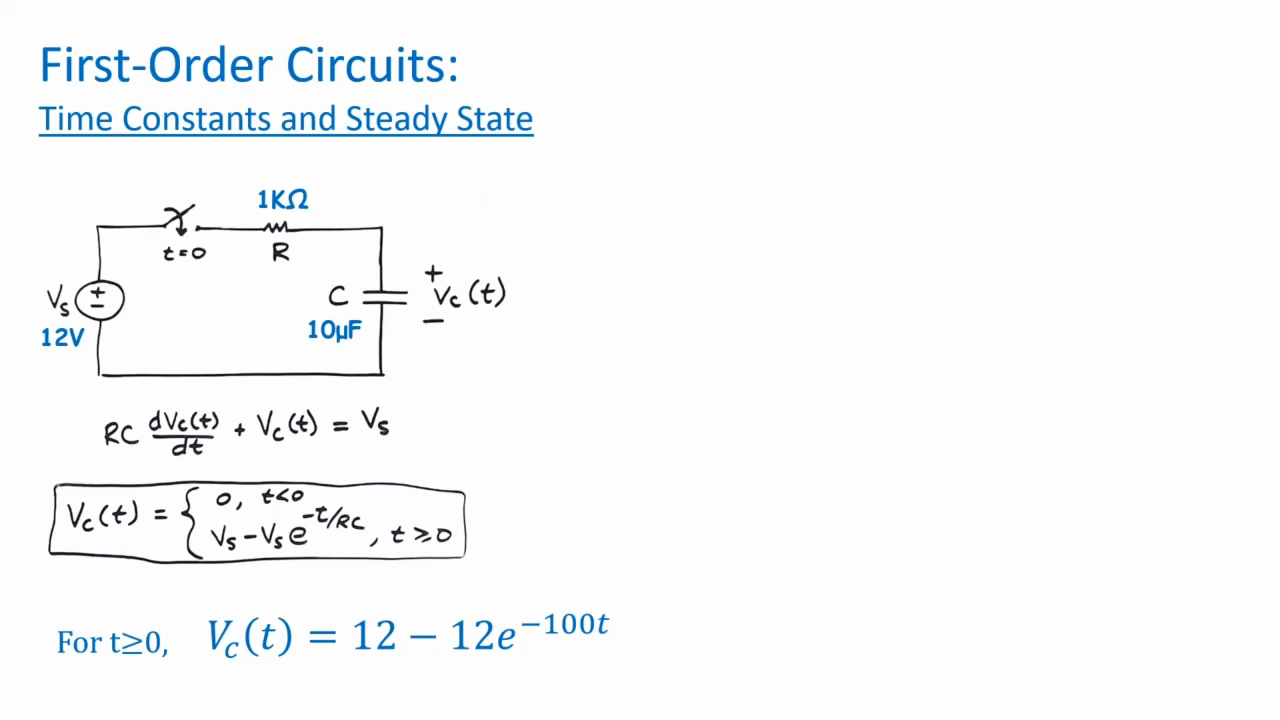 First-Order Circuits:
Time Constants and Steady State
1KΩ
t=0
R
Vs
+
−
12V
C
10μF
+
Vc(t)
−
RC dVc(t)/dt + Vc(t) = Vs
Vc(t) = { 0, t<0
Vs − Vs e^(-t/RC), t ≥ 0
For t≥0, Vc(t) = 12 − 12e^(−100t)